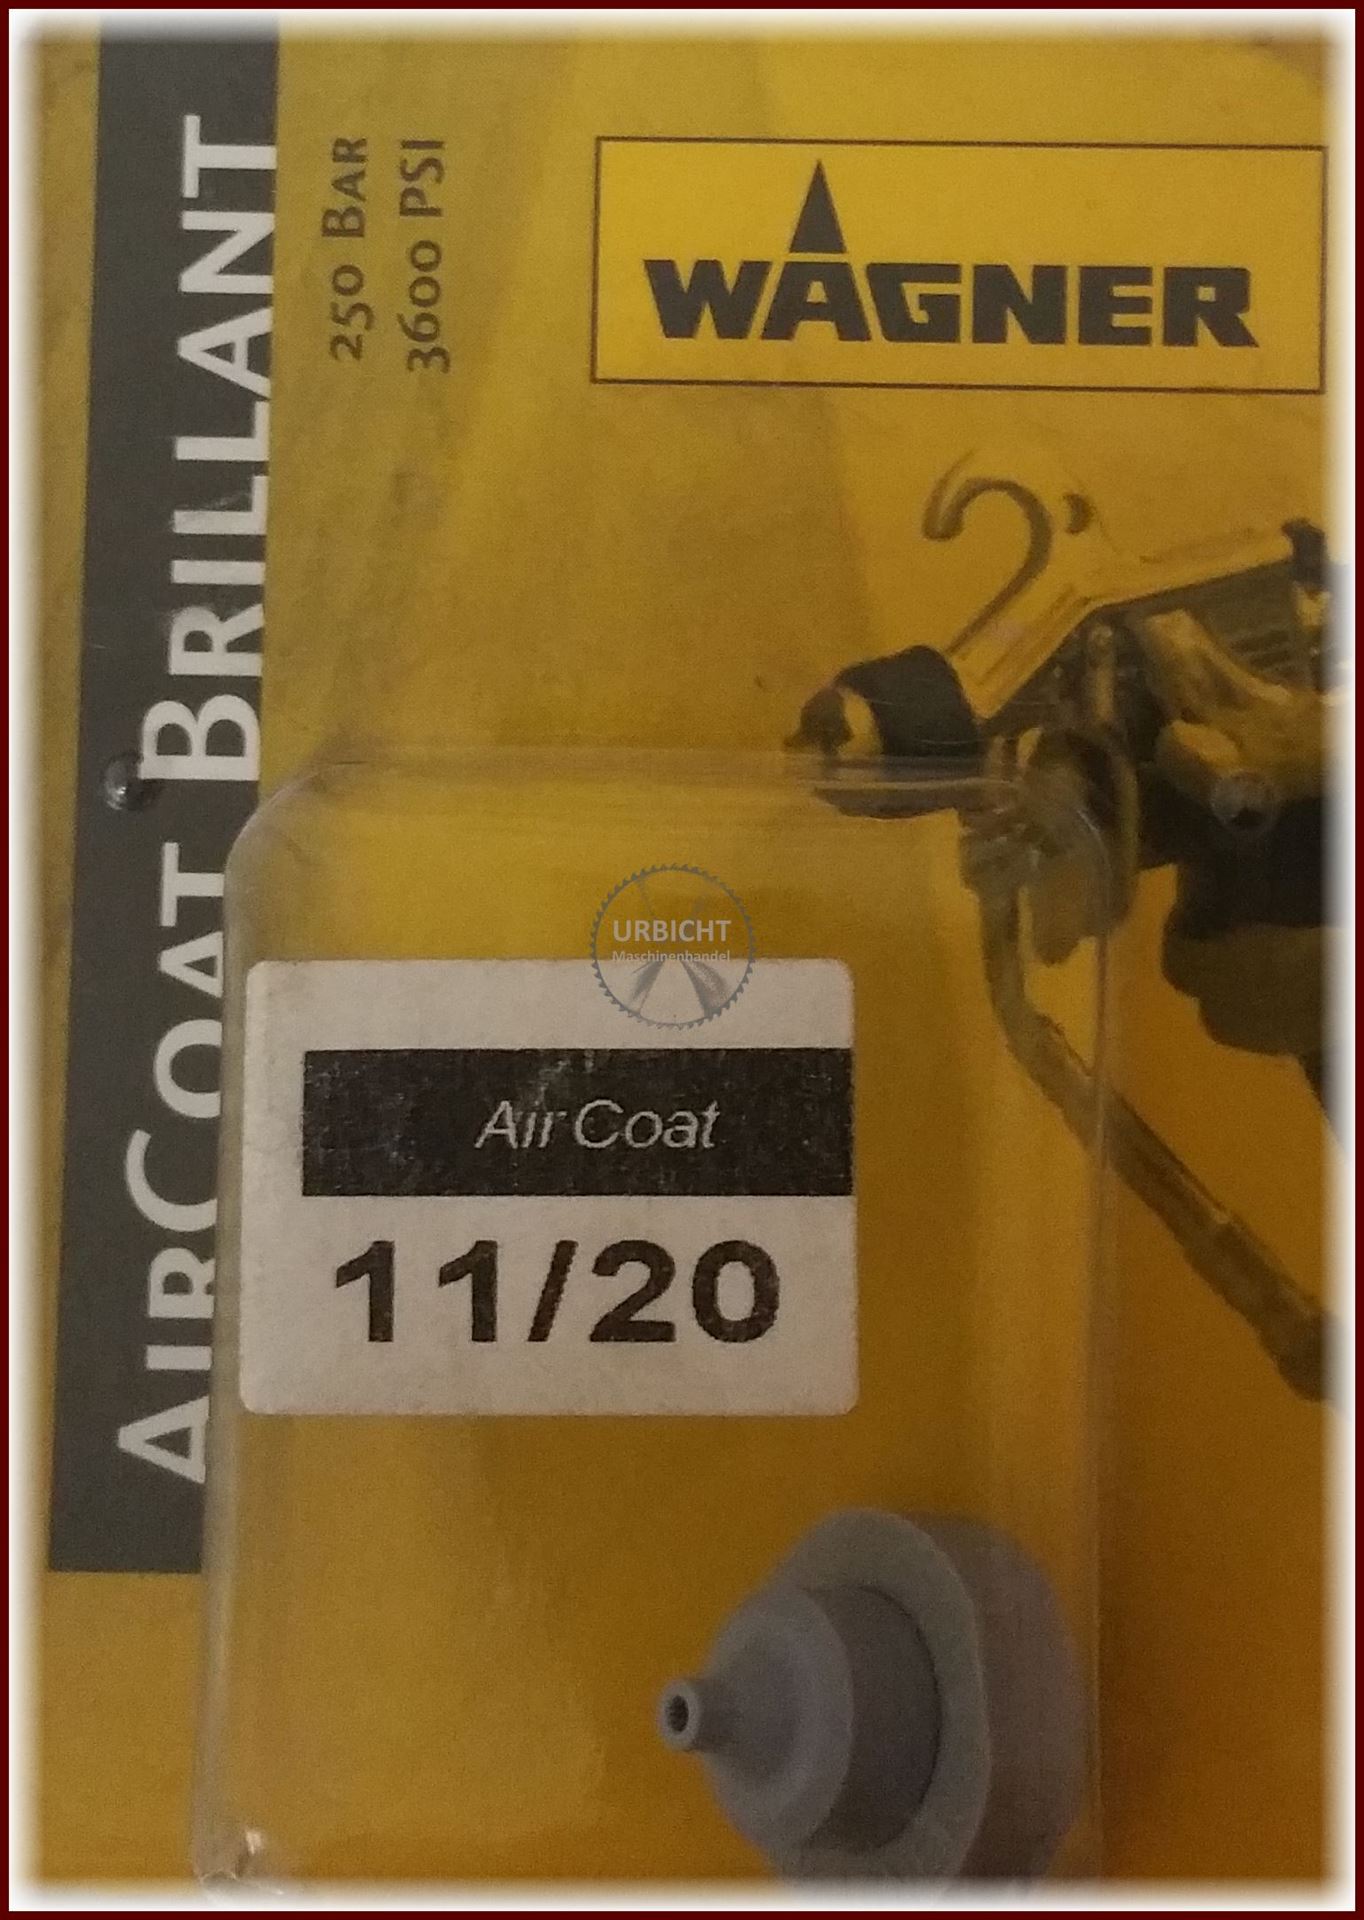 AIRCOAT BRILLANT
250 BAR
3600 PSI
WAGNER
URBICHT
Maschinenhandel
Air Coat
11/20